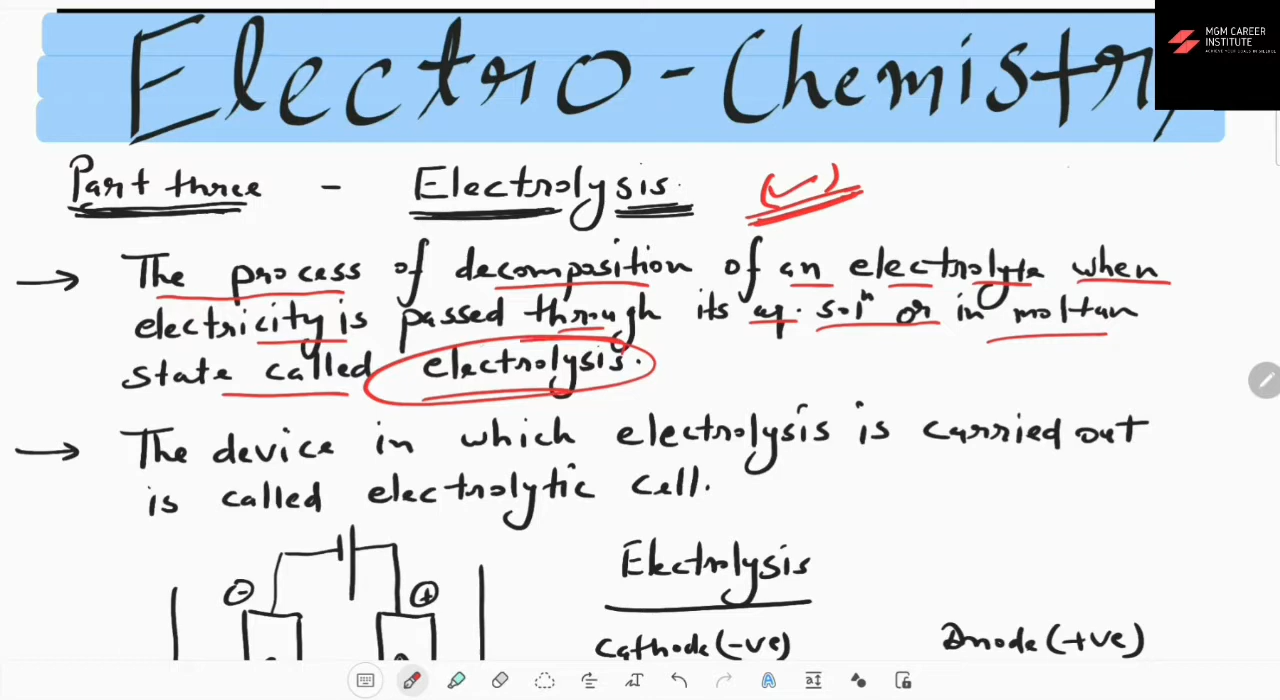 Electro-Chemistry
MGM CAREER
INSTITUTE
Part three - Electrolysis
→ The process of decomposition of an electrolyte when
electricity is passed through its aq. solⁿ or in moltan
state called electrolysis.
→ The device in which electrolysis is carried out
is called electrolytic cell.
Electrolysis
Cathode (-ve) Anode (+ve)